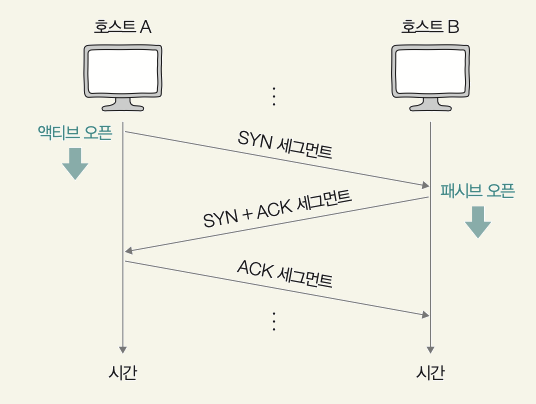 호스트 A
호스트 B
액티브 오픈
SYN 세그먼트
패시브 오픈
SYN + ACK 세그먼트
ACK 세그먼트
시간
시간